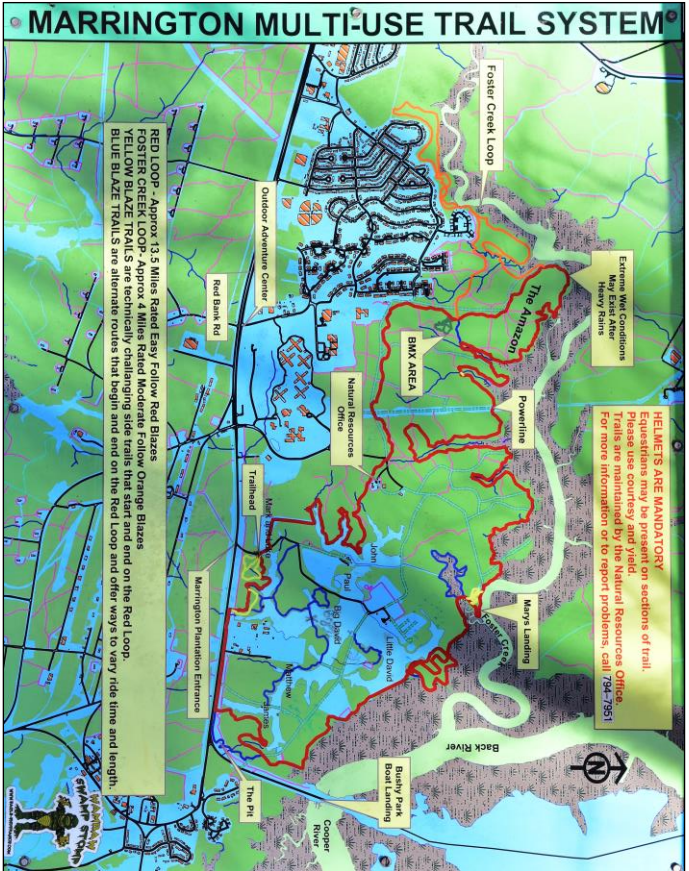 MARRINGTON MULTI-USE TRAIL SYSTEM
Foster Creek Loop
Extreme Wet Conditions
May Exist After
Heavy Rains
HELMETS ARE MANDATORY
Equestrians may be present on sections of trail.
Please use courtesy and yield.
Trails are maintained by the Natural Resources Office.
For more information or to report problems, call 794-7951
The Amazon
BMX AREA
Powerline
Outdoor Adventure Center
Red Bank Rd
Natural Resources
Office
Trailhead
John
Paul
Big David
Little David
Matthew
James
Marys Landing
Foster Creek
Back River
N
Marrington Plantation Entrance
The Pit
Bushy Park
Boat Landing
Cooper
River
RED LOOP - Approx 13.5 Miles Rated Easy Follow Red Blazes
FOSTER CREEK LOOP - Approx 4 Miles Rated Moderate Follow Orange Blazes
YELLOW BLAZE TRAILS are technically challanging side trails that start and end on the Red Loop.
BLUE BLAZE TRAILS are alternate routes that begin and end on the Red Loop and offer ways to vary ride time and length.